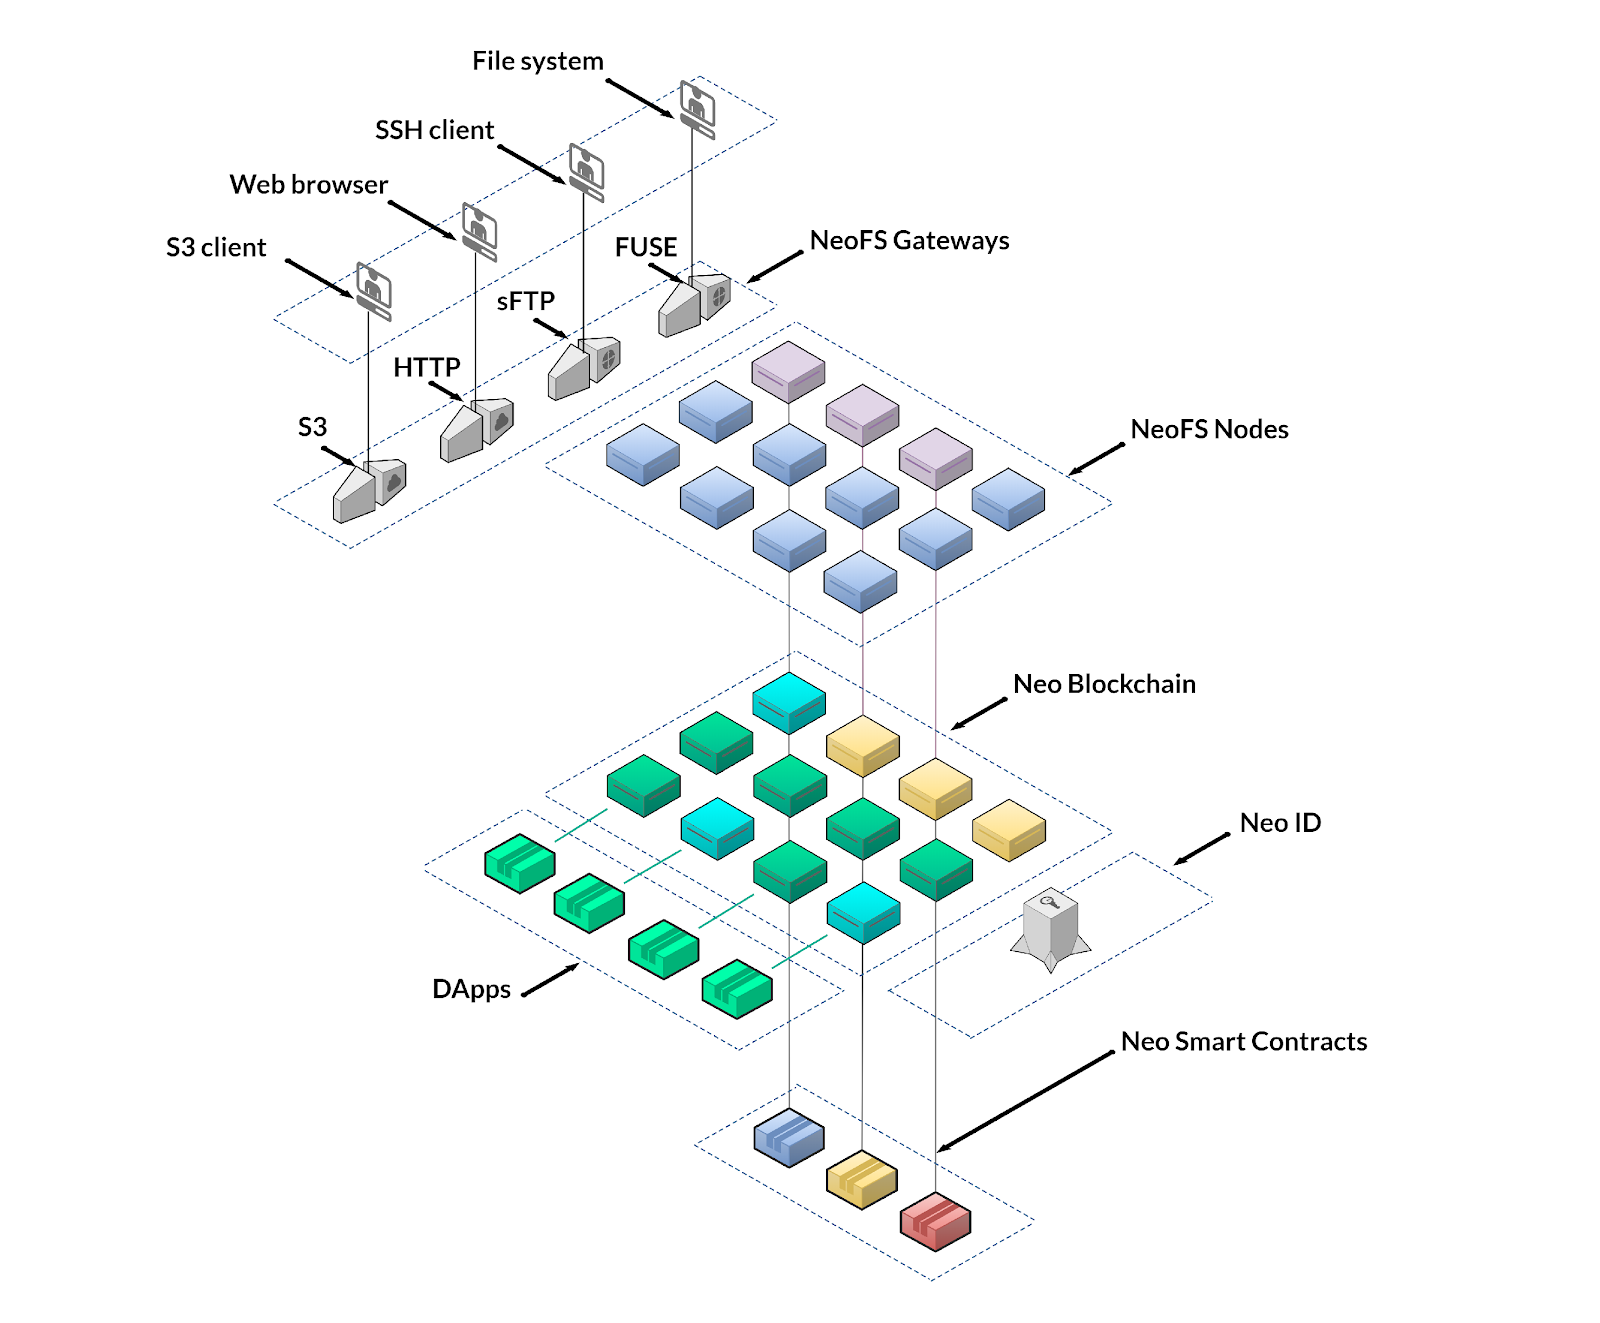 File system
SSH client
Web browser
S3 client
FUSE
NeoFS Gateways
sFTP
HTTP
S3
NeoFS Nodes
Neo Blockchain
Neo ID
DApps
Neo Smart Contracts